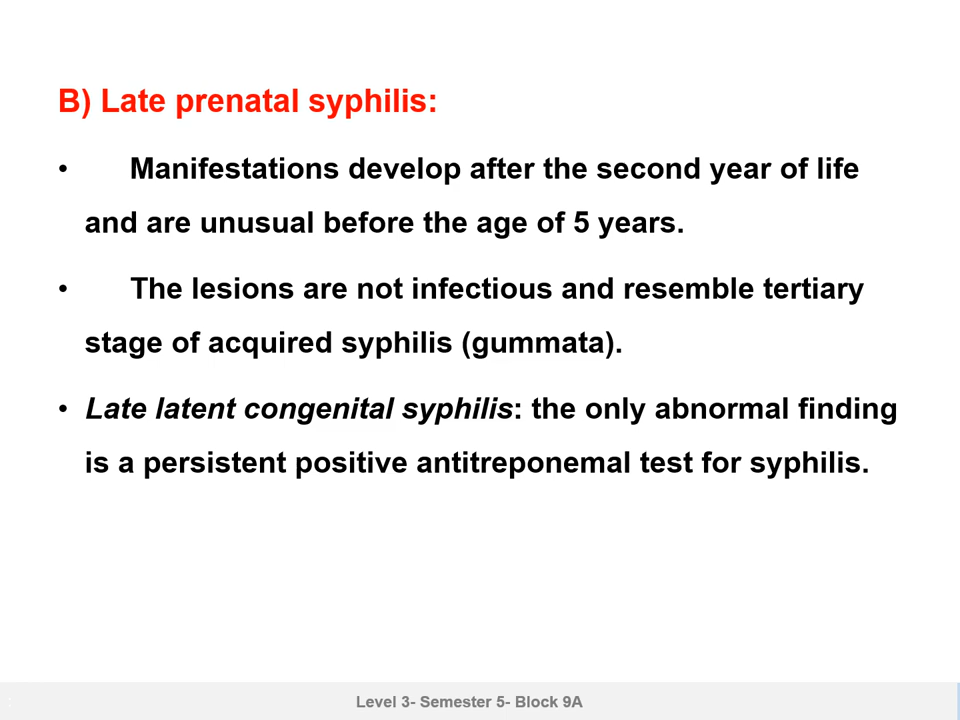 B) Late prenatal syphilis:
• Manifestations develop after the second year of life
and are unusual before the age of 5 years.
• The lesions are not infectious and resemble tertiary
stage of acquired syphilis (gummata).
• Late latent congenital syphilis: the only abnormal finding
is a persistent positive antitreponemal test for syphilis.
Level 3- Semester 5- Block 9A